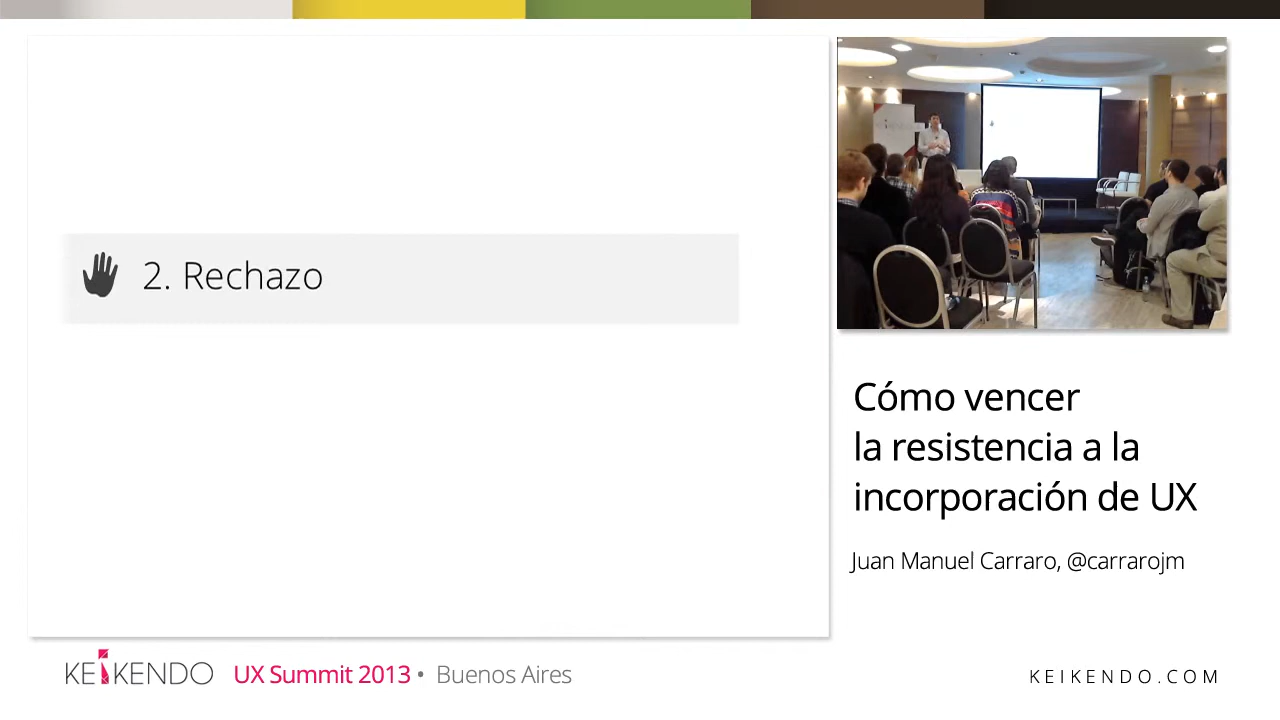 2. Rechazo
Cómo vencer
la resistencia a la
incorporación de UX
Juan Manuel Carraro, @carrarojm
KEIKENDO UX Summit 2013 • Buenos Aires
KEIKENDO.COM